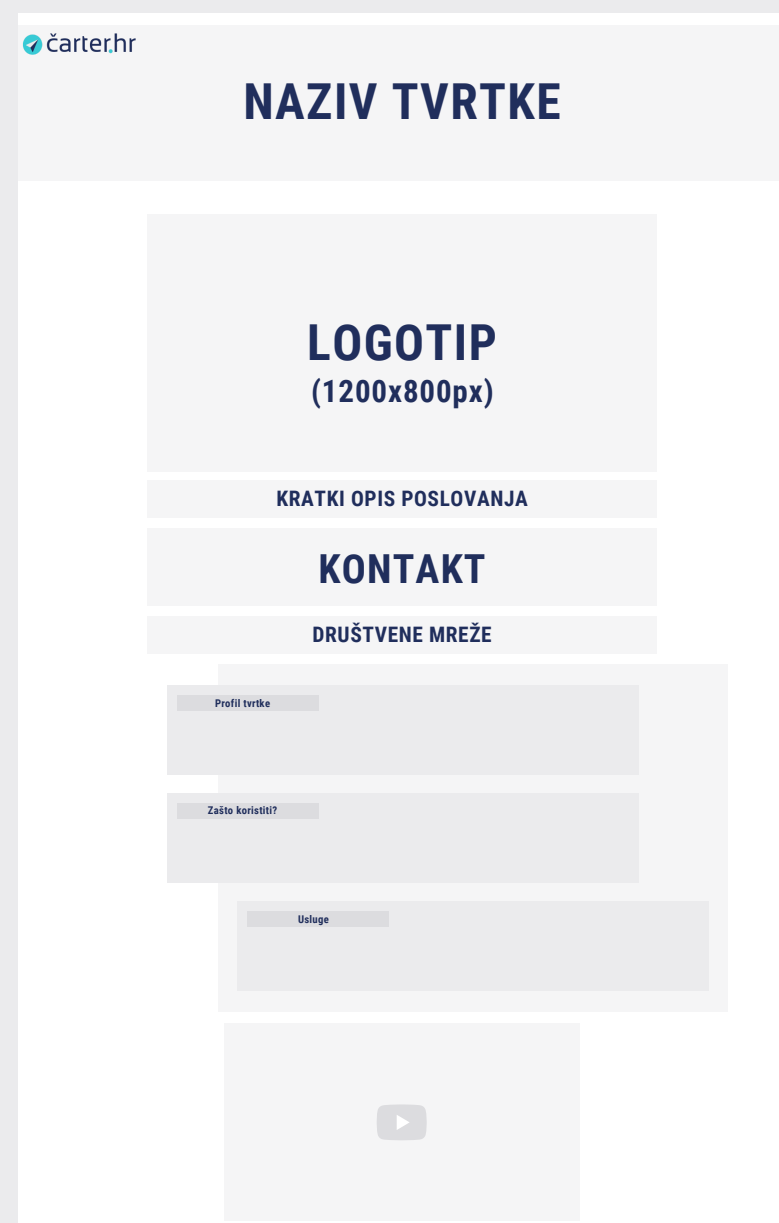 čarter.hr
NAZIV TVRTKE
LOGOTIP
(1200x800px)
KRATKI OPIS POSLOVANJA
KONTAKT
DRUŠTVENE MREŽE
Profil tvrtke
Zašto koristiti?
Usluge